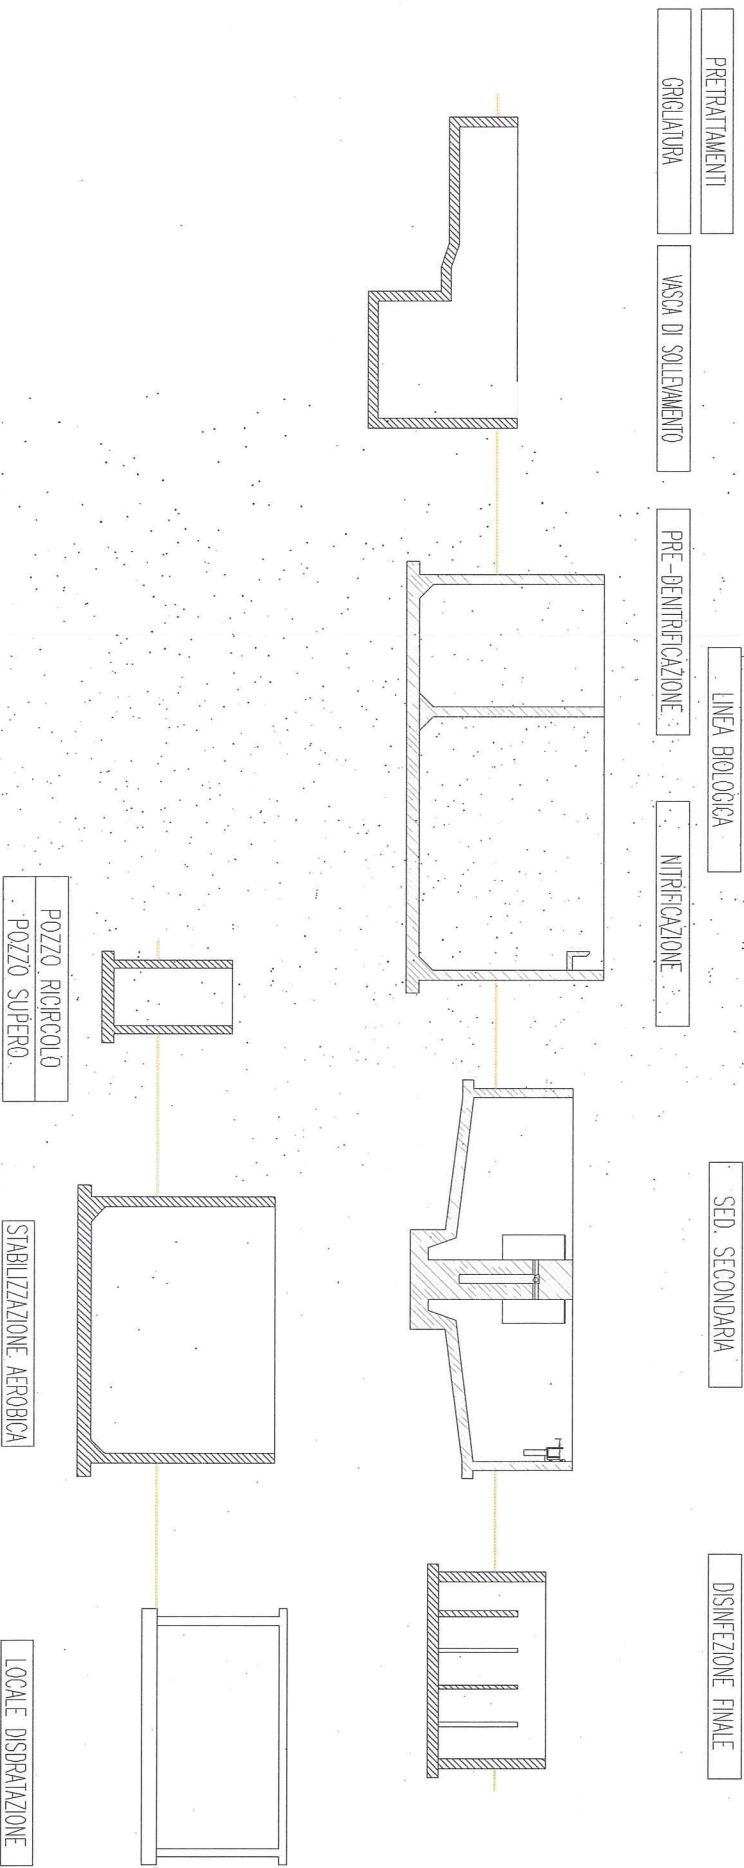 PRETRATTAMENTI
GRIGLIATURA
VASCA DI SOLLEVAMENTO
LINEA BIOLOGICA
PRE-DENITRIFICAZIONE
NITRIFICAZIONE
SED. SECONDARIA
DISINFEZIONE FINALE
POZZO RICIRCOLO
POZZO SUPERO
STABILIZZAZIONE AEROBICA
LOCALE DISDRATAZIONE